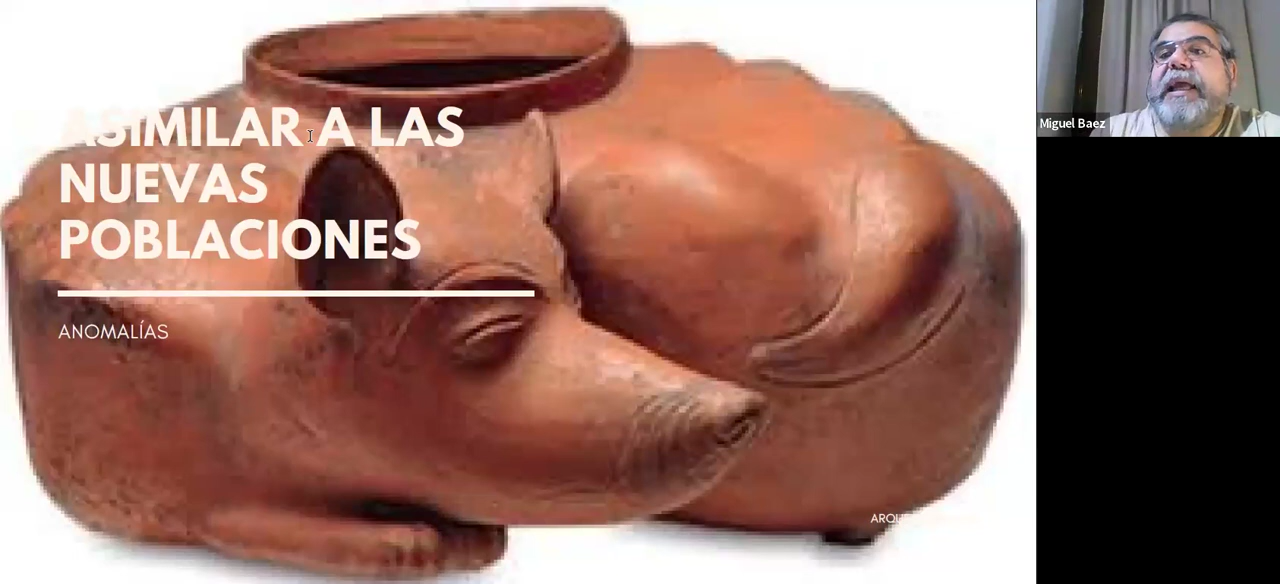 ASIMILAR A LAS
NUEVAS
POBLACIONES
ANOMALÍAS
Miguel Baez